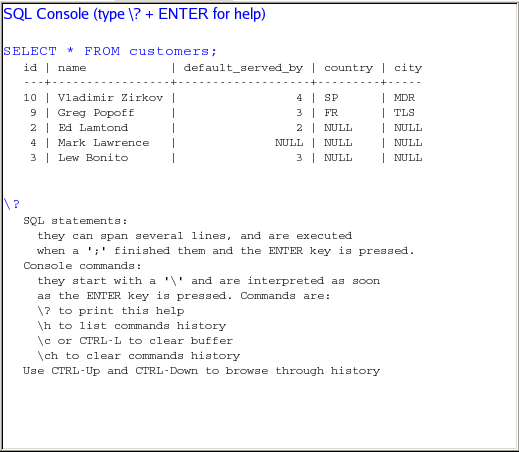 SQL Console (type \? + ENTER for help)
SELECT * FROM customers;
id | name | default_served_by | country | city
---+----------------+-------------------+---------+-----
10 | Vladimir Zirkov | 4 | SP | MDR
9 | Greg Popoff | 3 | FR | TLS
2 | Ed Lamtond | 2 | NULL | NULL
4 | Mark Lawrence | NULL | NULL | NULL
3 | Lew Bonito | 3 | NULL | NULL
\?
SQL statements:
they can span several lines, and are executed
when a ';' finished them and the ENTER key is pressed.
Console commands:
they start with a '\' and are interpreted as soon
as the ENTER key is pressed. Commands are:
\? to print this help
\h to list commands history
\c or CTRL-L to clear buffer
\ch to clear commands history
Use CTRL-Up and CTRL-Down to browse through history